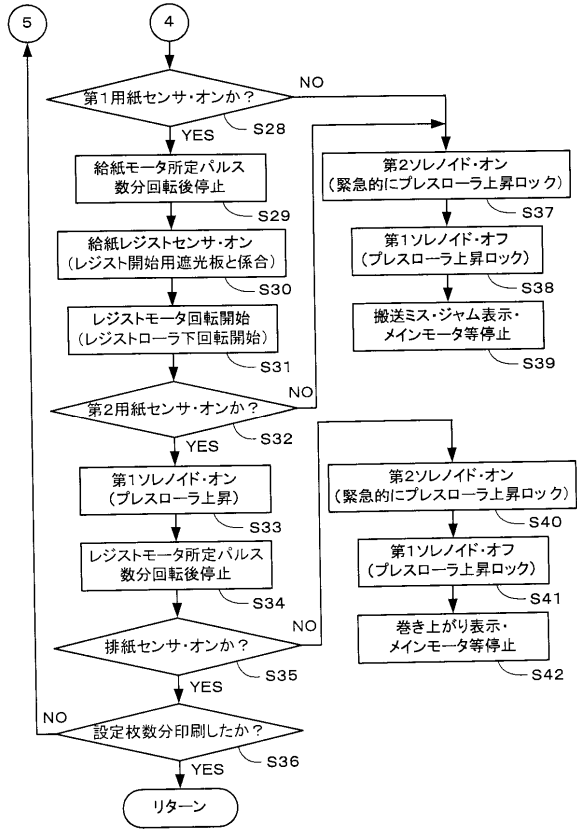 5
4
第1用紙センサ・オンか?
NO
S28
YES
給紙モータ所定パルス
数分回転後停止
S29
給紙レジストセンサ・オン
(レジスト開始用遮光板と係合)
S30
レジストモータ回転開始
(レジストローラ下回転開始)
S31
第2用紙センサ・オンか?
NO
S32
YES
第1ソレノイド・オン
(プレスローラ上昇)
S33
レジストモータ所定パルス
数分回転後停止
S34
排紙センサ・オンか?
NO
S35
YES
設定枚数分印刷したか?
NO
S36
YES
リターン
第2ソレノイド・オン
(緊急的にプレスローラ上昇ロック)
S37
第1ソレノイド・オフ
(プレスローラ上昇ロック)
S38
搬送ミス・ジャム表示・
メインモータ等停止
S39
第2ソレノイド・オン
(緊急的にプレスローラ上昇ロック)
S40
第1ソレノイド・オフ
(プレスローラ上昇ロック)
S41
巻き上がり表示・
メインモータ等停止
S42